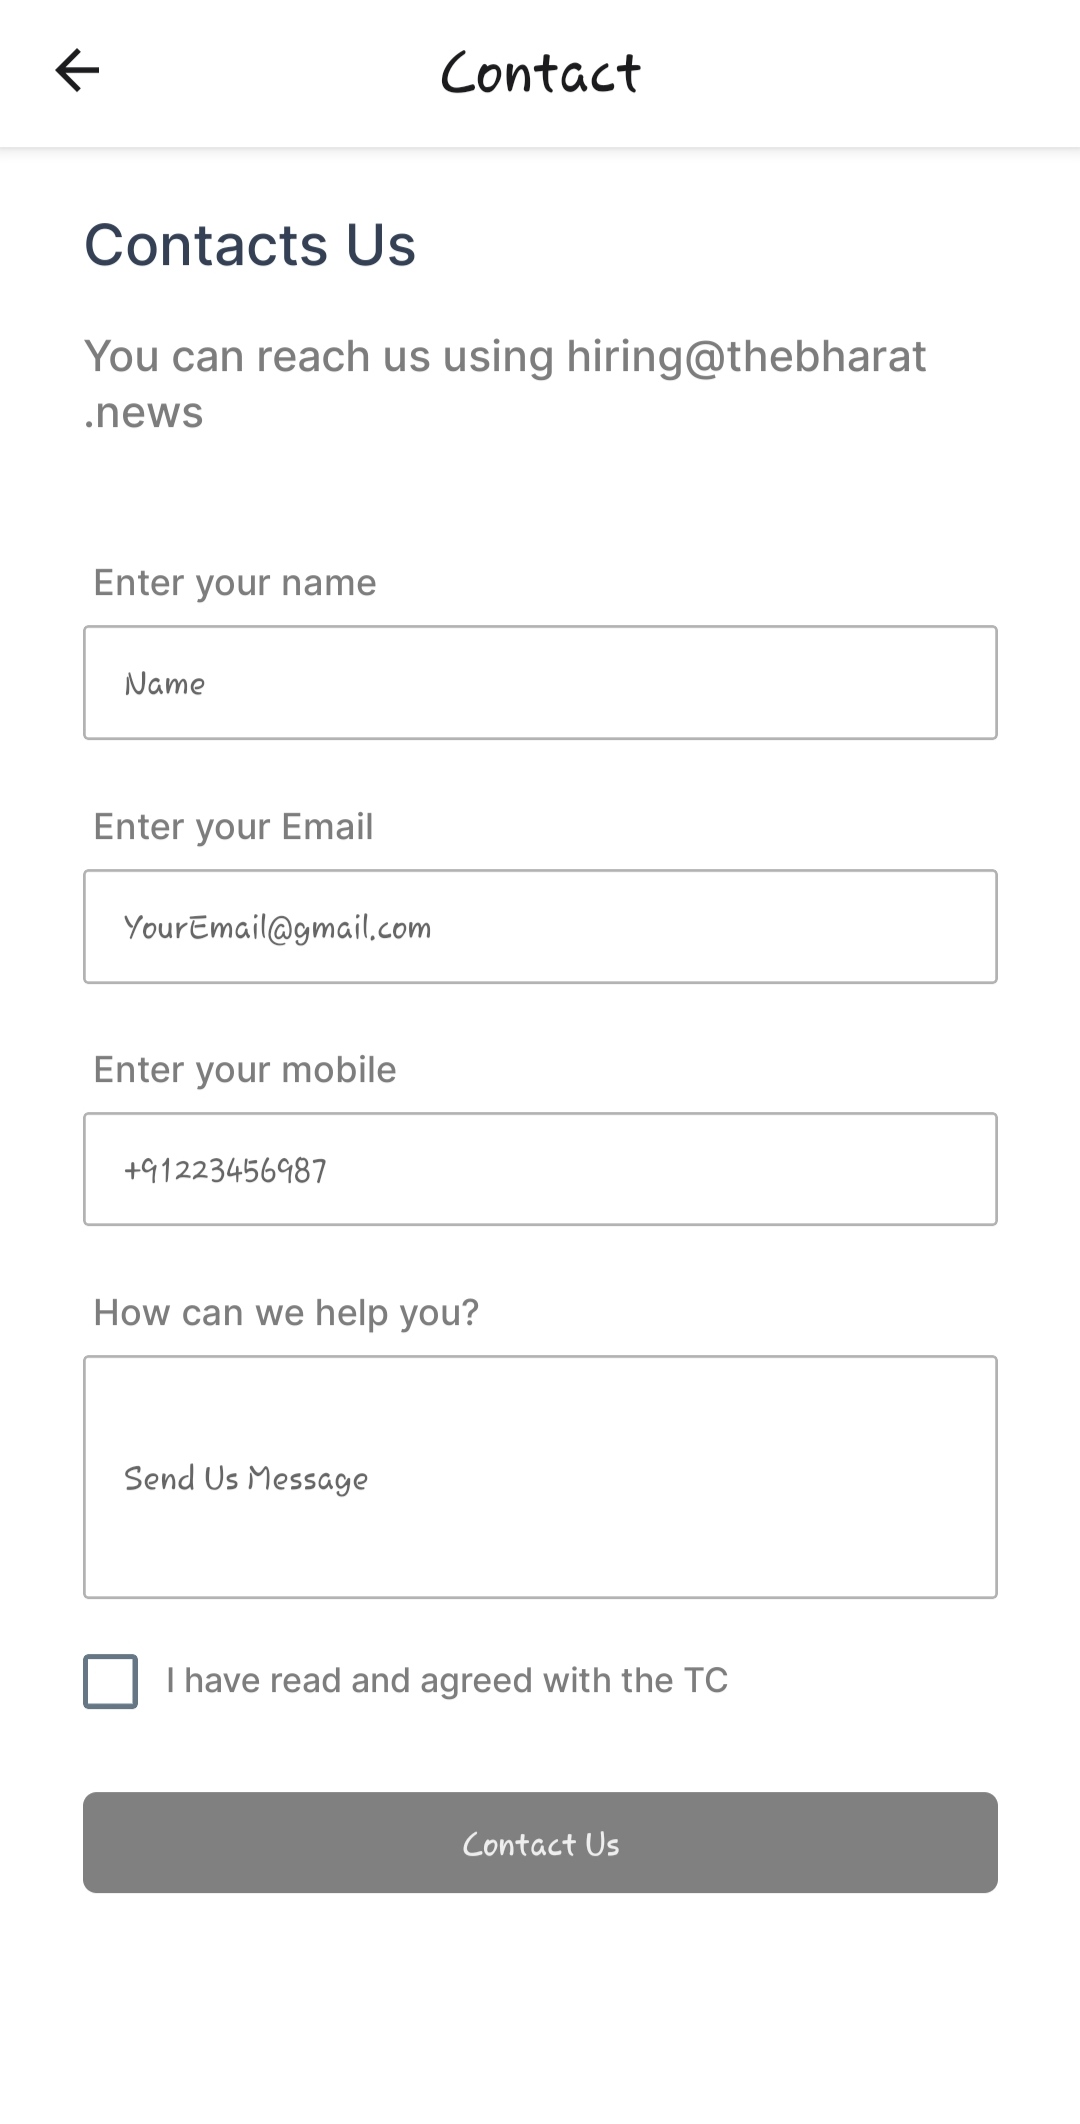 Contact
Contacts Us
You can reach us using hiring@thebharat
.news
Enter your name
Name
Enter your Email
YourEmail@gmail.com
Enter your mobile
+91223456987
How can we help you?
Send Us Message
I have read and agreed with the TC
Contact Us